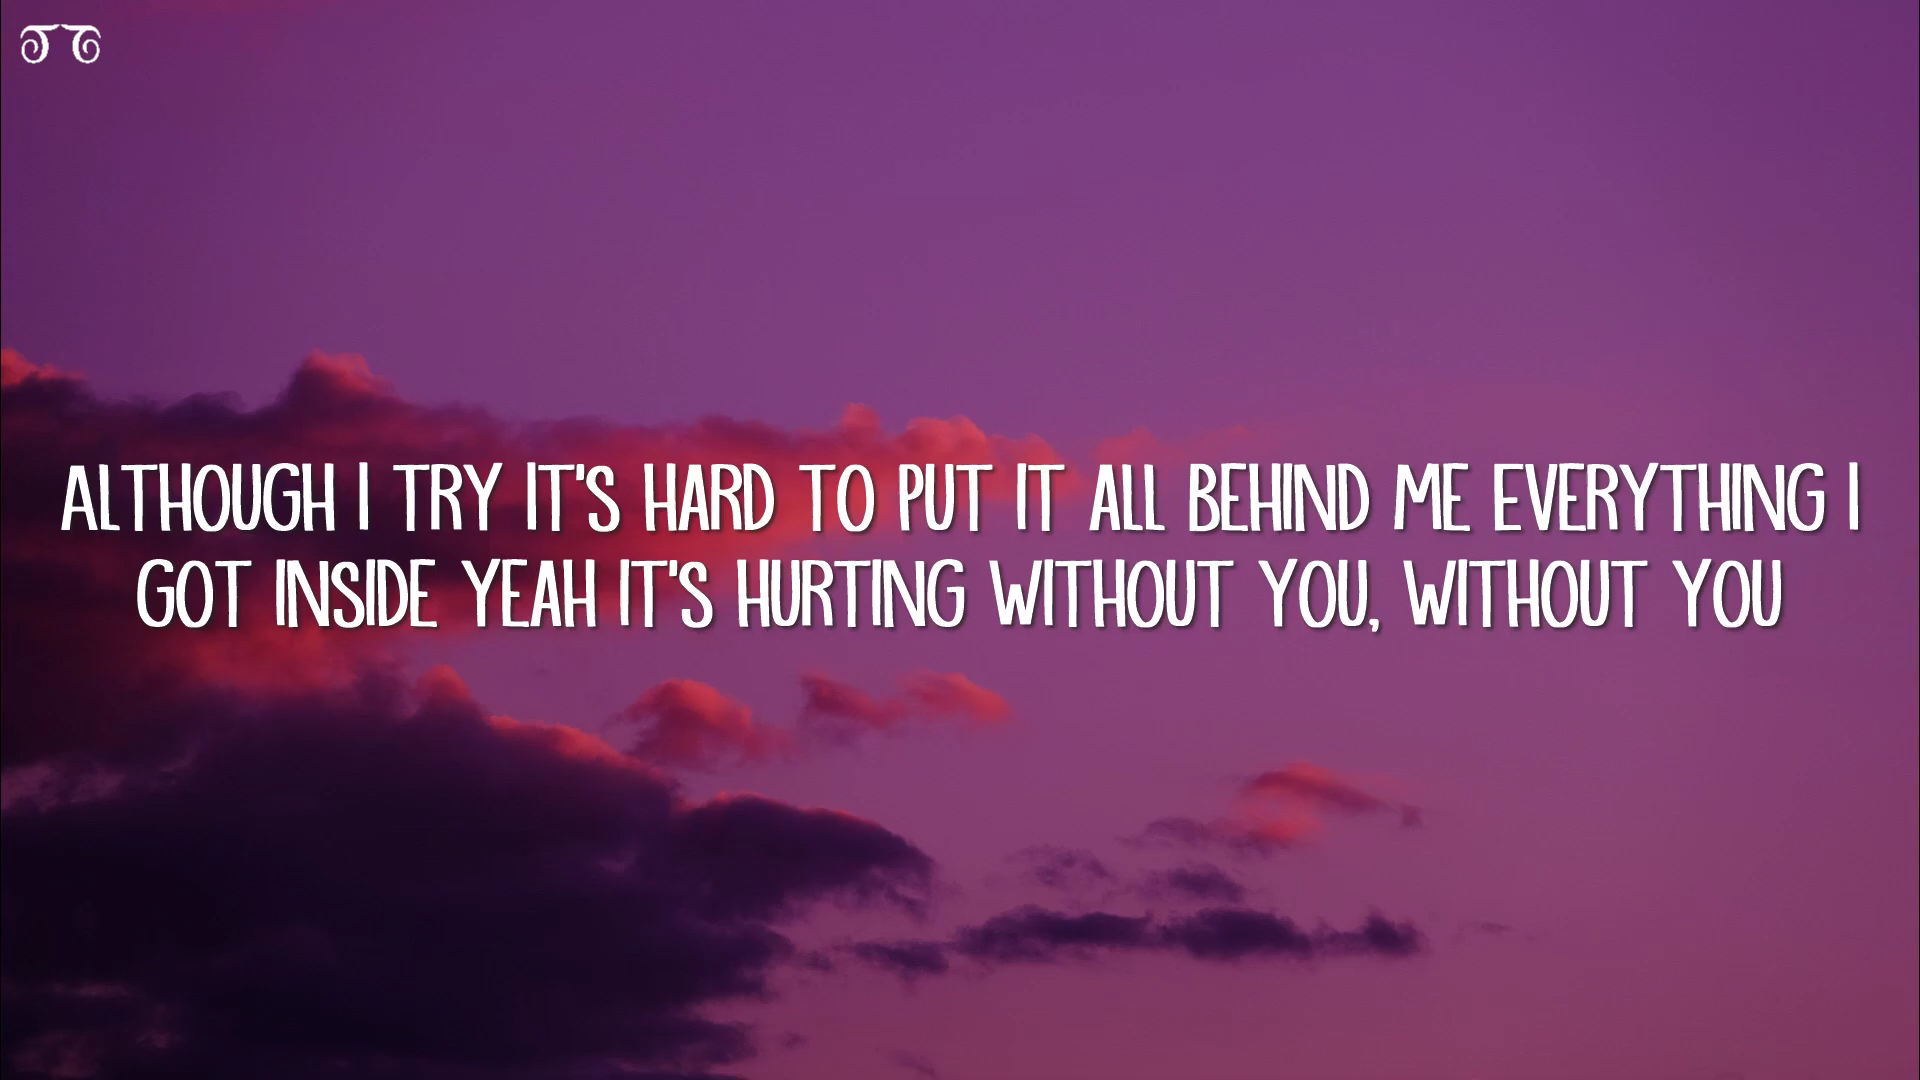 ALTHOUGH I TRY IT'S HARD TO PUT IT ALL BEHIND ME EVERYTHING I
GOT INSIDE YEAH IT'S HURTING WITHOUT YOU, WITHOUT YOU